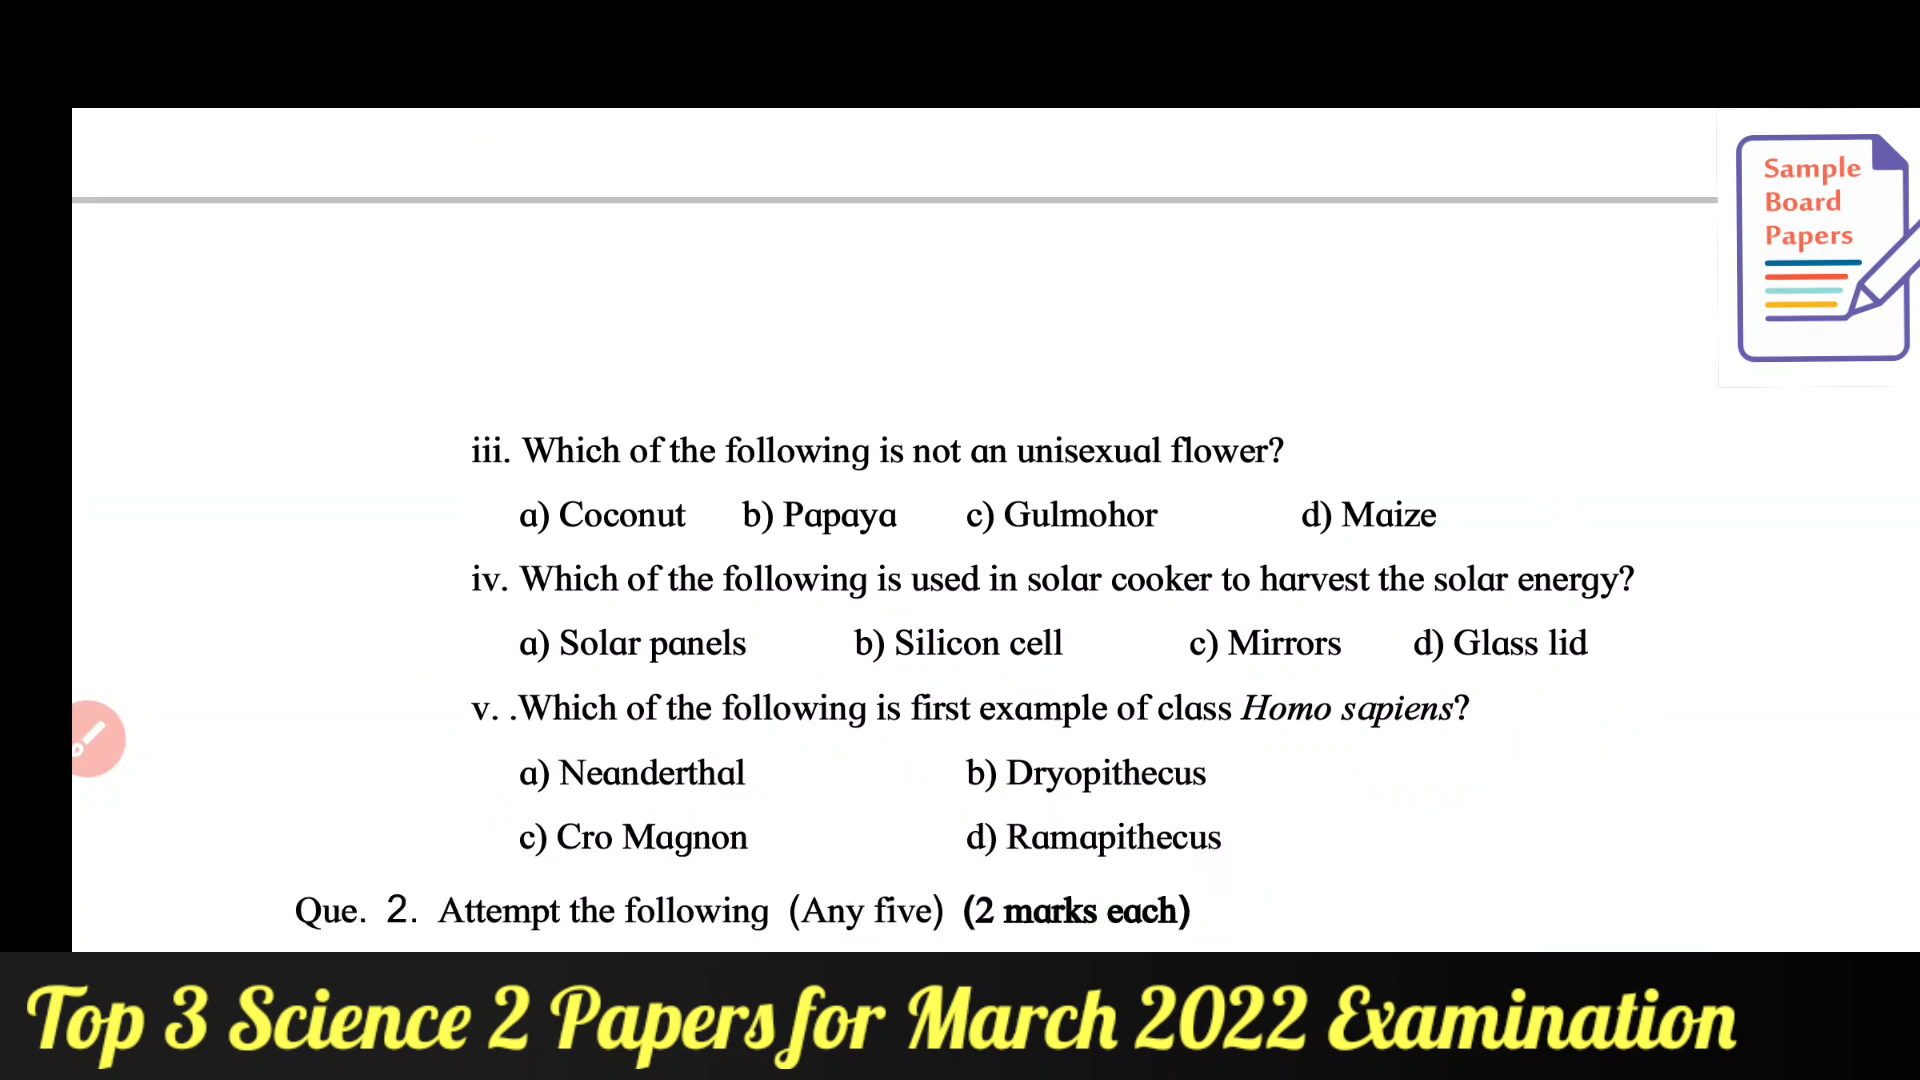 Sample
Board
Papers
iii. Which of the following is not an unisexual flower?
a) Coconut b) Papaya c) Gulmohor d) Maize
iv. Which of the following is used in solar cooker to harvest the solar energy?
a) Solar panels b) Silicon cell c) Mirrors d) Glass lid
v. .Which of the following is first example of class Homo sapiens?
a) Neanderthal b) Dryopithecus
c) Cro Magnon d) Ramapithecus
Que. 2. Attempt the following (Any five) (2 marks each)
Top 3 Science 2 Papers for March 2022 Examination